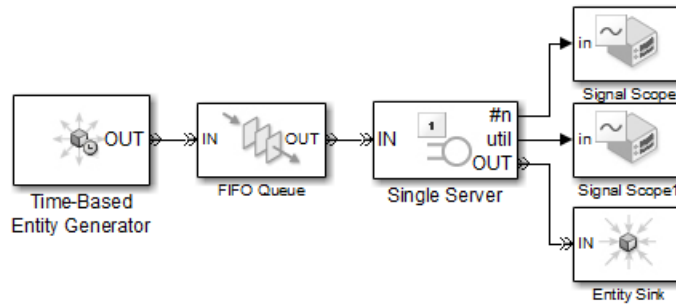 in
Signal Scope
#n
OUT
IN
OUT
IN
1
util
in
OUT
Time-Based
Entity Generator
FIFO Queue
Single Server
Signal Scope1
IN
Entity Sink